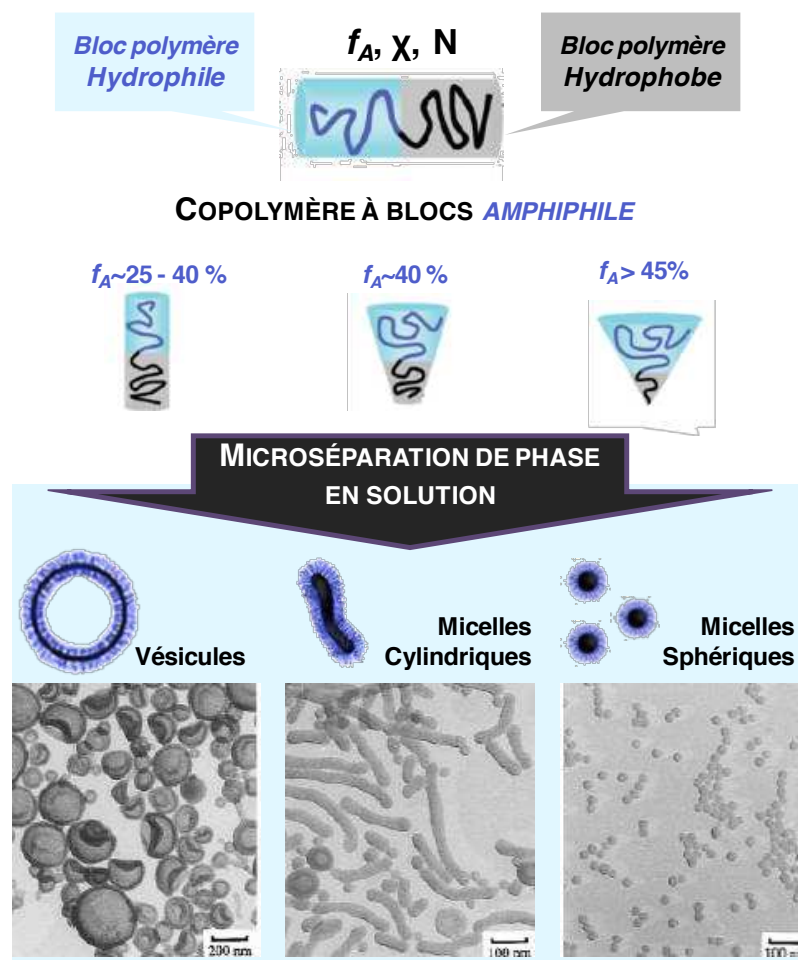 Bloc polymère
Hydrophile
f_A, χ, N
Bloc polymère
Hydrophobe
COPOLYMÈRE À BLOCS AMPHIPHILE
f_A~25 - 40 %
f_A~40 %
f_A> 45%
MICROSÉPARATION DE PHASE
EN SOLUTION
Vésicules
Micelles
Cylindriques
Micelles
Sphériques
200 nm
100 nm
100 nm